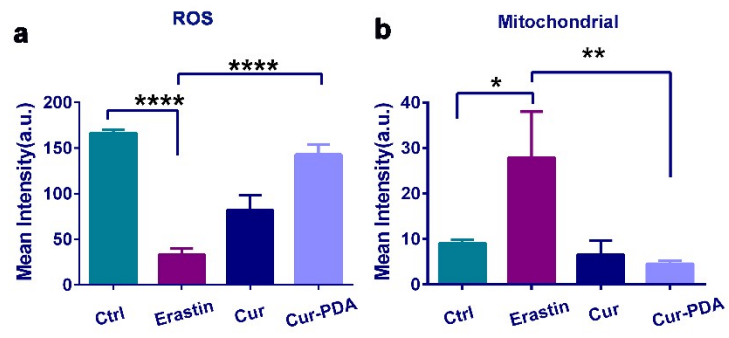 a
ROS
****
****
Mean Intensity(a.u.)
200
150
100
50
0
Ctrl
Erastin
Cur
Cur-PDA
b
Mitochondrial
**
*
Mean Intensity(a.u.)
40
30
20
10
0
Ctrl
Erastin
Cur
Cur-PDA